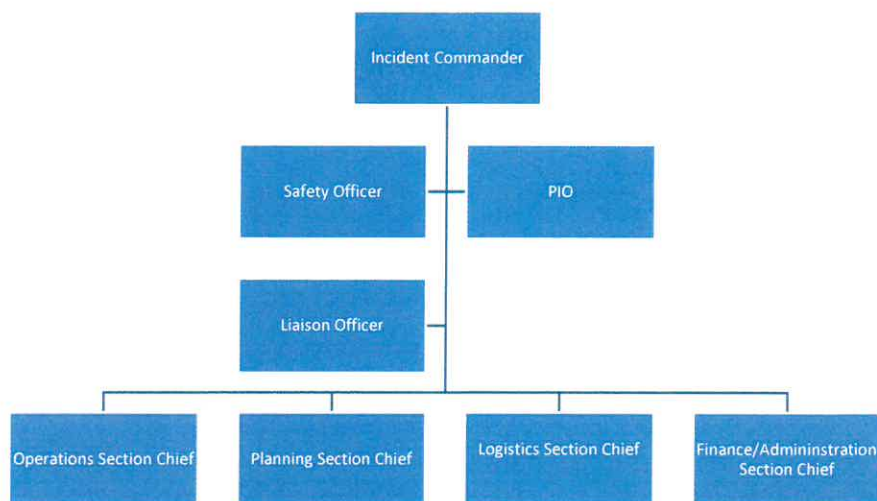 Incident Commander
Safety Officer
PIO
Liaison Officer
Operations Section Chief
Planning Section Chief
Logistics Section Chief
Finance/Admininstration
Section Chief